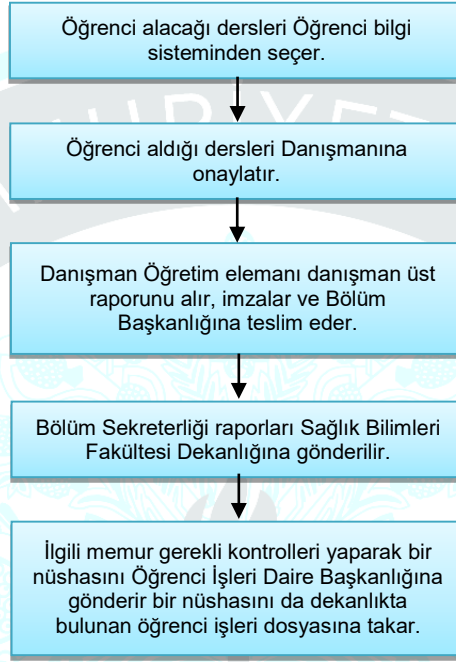 Öğrenci alacağı dersleri Öğrenci bilgi
sisteminden seçer.
Öğrenci aldığı dersleri Danışmanına
onaylatır.
Danışman Öğretim elemanı danışman üst
raporunu alır, imzalar ve Bölüm
Başkanlığına teslim eder.
Bölüm Sekreterliği raporları Sağlık Bilimleri
Fakültesi Dekanlığına gönderilir.
İlgili memur gerekli kontrolleri yaparak bir
nüshasını Öğrenci İşleri Daire Başkanlığına
gönderir bir nüshasını da dekanlıkta
bulunan öğrenci işleri dosyasına takar.